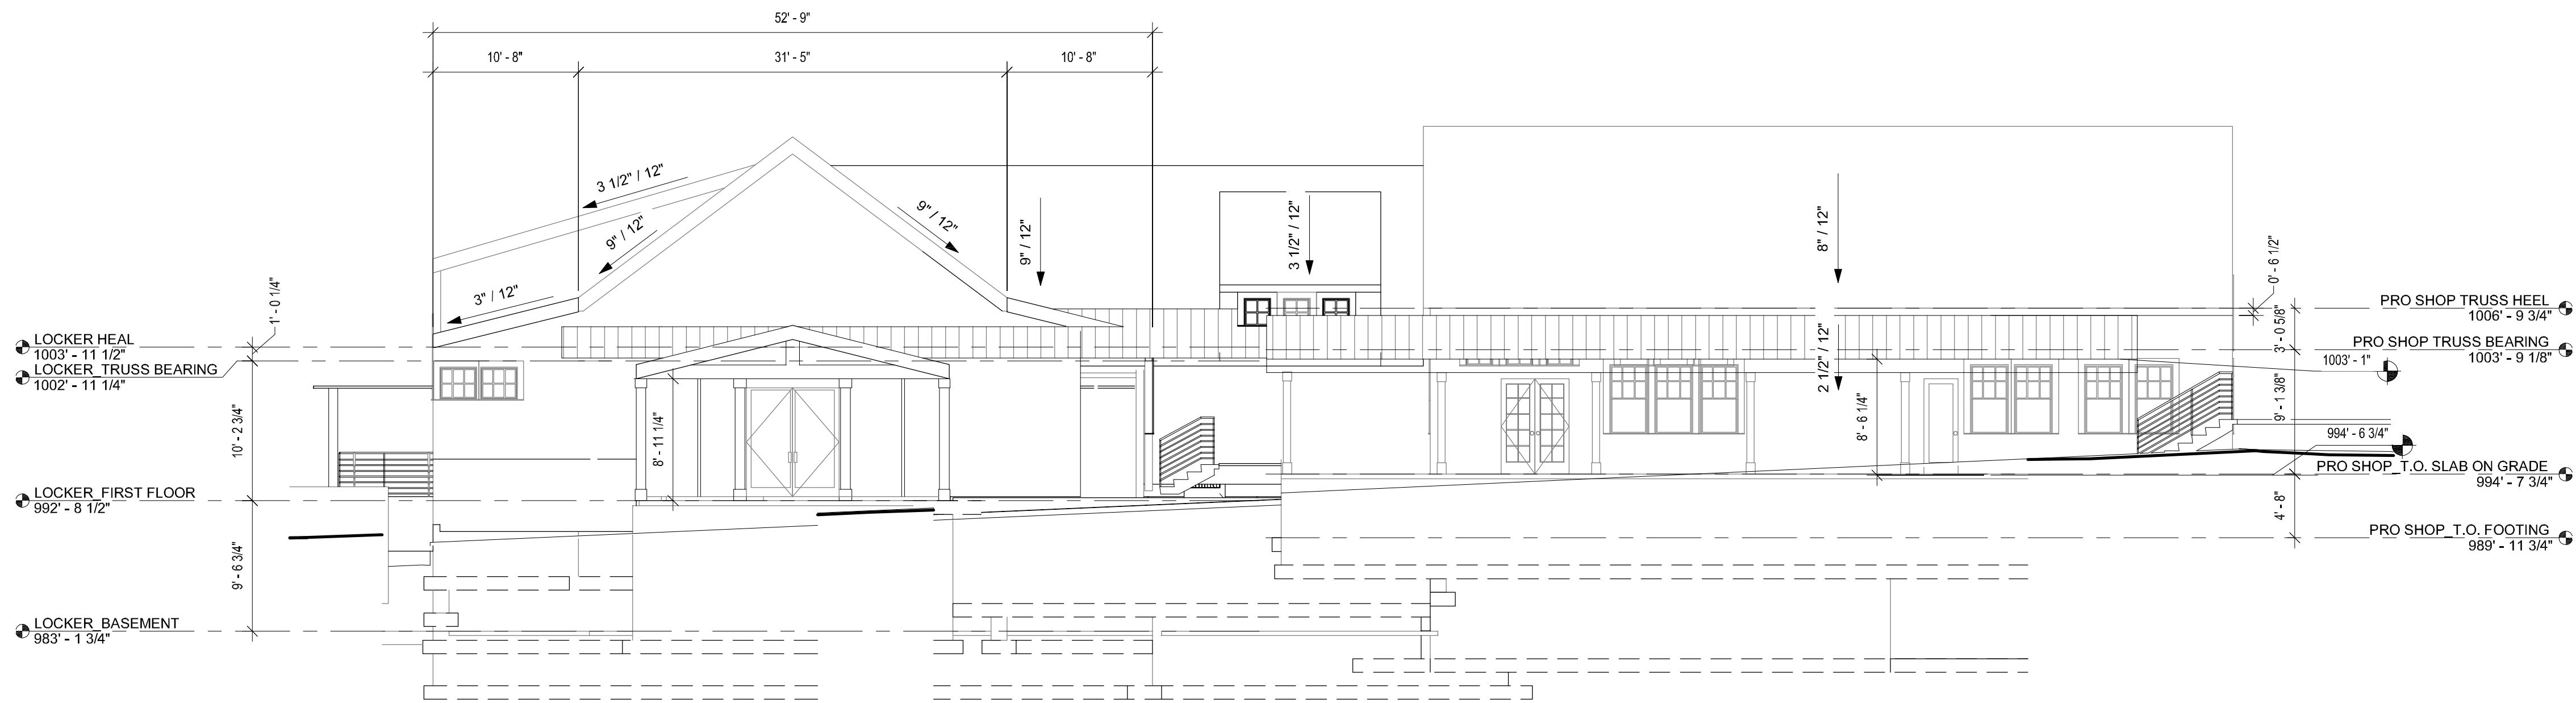 52' - 9"
10' - 8"
31' - 5"
10' - 8"
3 1/2" / 12"
9" / 12"
9" / 12"
3" / 12"
9" / 12"
3 1/2" / 12"
8" / 12"
2 1/2" / 12"
1' - 0 1/4"
LOCKER HEAL
1003' - 11 1/2"
LOCKER_TRUSS BEARING
1002' - 11 1/4"
10' - 2 3/4"
8' - 11 1/4"
LOCKER_FIRST FLOOR
992' - 8 1/2"
9' - 6 3/4"
LOCKER_BASEMENT
983' - 1 3/4"
8' - 6 1/4"
0' - 6 1/2"
PRO SHOP TRUSS HEEL
1006' - 9 3/4"
3' - 0 5/8"
PRO SHOP TRUSS BEARING
1003' - 9 1/8"
1003' - 1"
9' - 1 3/8"
994' - 6 3/4"
PRO SHOP_T.O. SLAB ON GRADE
994' - 7 3/4"
4' - 8"
PRO SHOP_T.O. FOOTING
989' - 11 3/4"